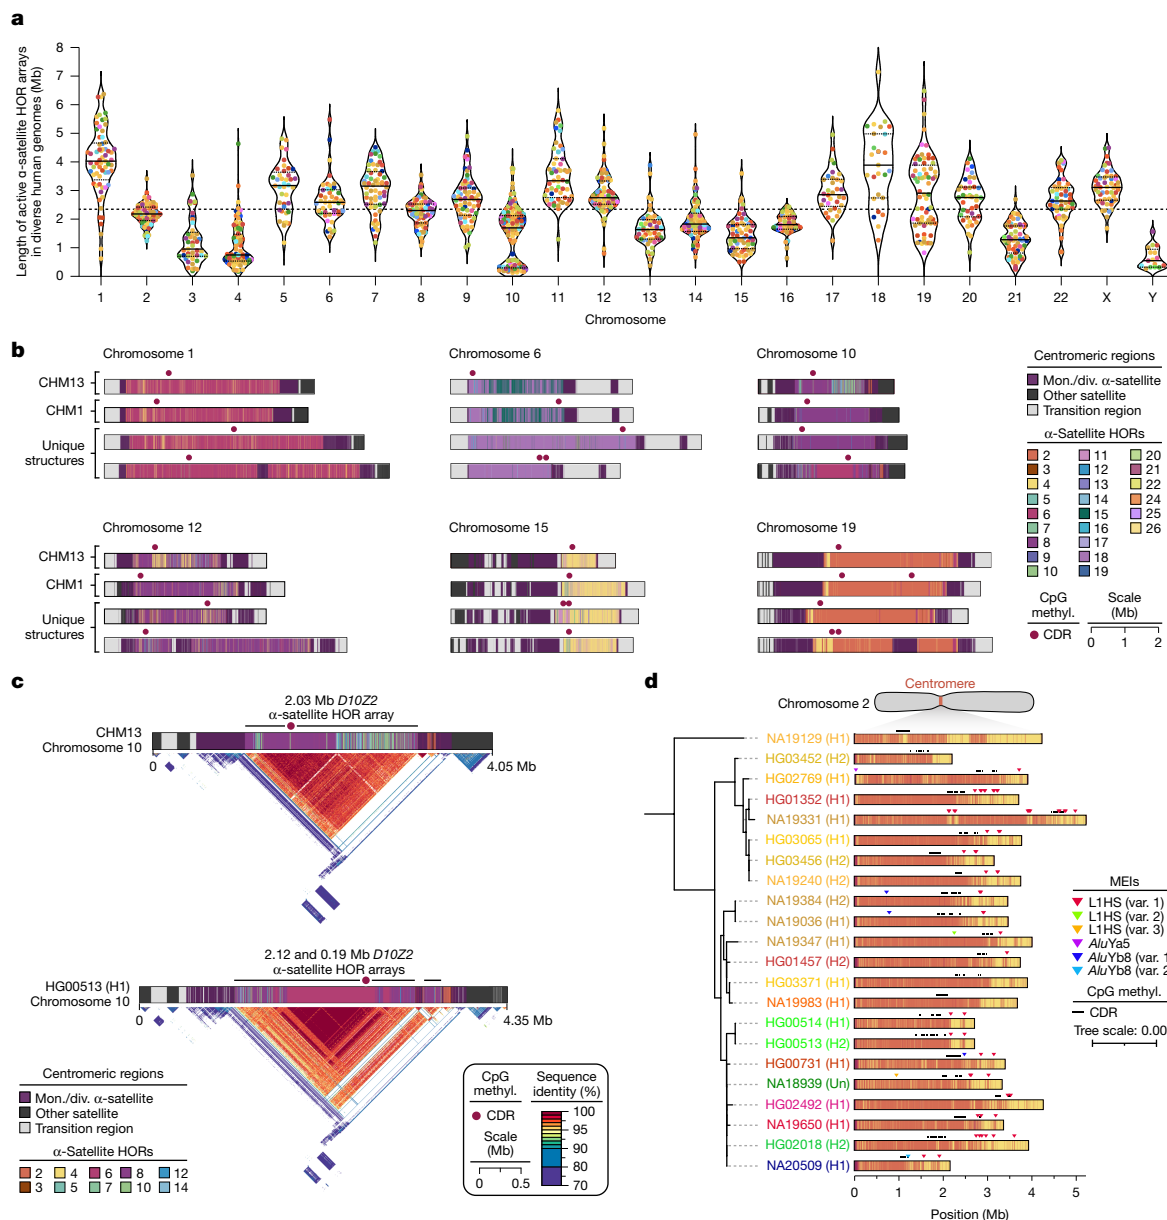 a
Length of active α-satellite HOR arrays
in diverse human genomes (Mb)
8
7
6
5
4
3
2
1
0
1 2 3 4 5 6 7 8 9 10 11 12 13 14 15 16 17 18 19 20 21 22 X Y
Chromosome
b
Chromosome 1
Chromosome 6
Chromosome 10
CHM13
CHM1
Unique
structures
Chromosome 12
Chromosome 15
Chromosome 19
CHM13
CHM1
Unique
structures
Centromeric regions
Mon./div. α-satellite
Other satellite
Transition region
α-Satellite HORs
2 11 20
3 12 21
4 13 22
5 14 24
6 15 25
7 16 26
8 17
9 18
10 19
CpG
methyl.
CDR
Scale
(Mb)
0 1 2
c
2.03 Mb D10Z2
α-satellite HOR array
CHM13
Chromosome 10
0
4.05 Mb
2.12 and 0.19 Mb D10Z2
α-satellite HOR arrays
HG00513 (H1)
Chromosome 10
0
4.35 Mb
Centromeric regions
Mon./div. α-satellite
Other satellite
Transition region
α-Satellite HORs
2 4 6 8 12
3 5 7 10 14
CpG
methyl.
CDR
Scale
(Mb)
0 0.5
Sequence
identity (%)
100
95
90
80
70
d
Centromere
Chromosome 2
NA19129 (H1)
HG03452 (H2)
HG02769 (H1)
HG01352 (H1)
NA19331 (H1)
HG03065 (H1)
HG03456 (H2)
NA19240 (H2)
NA19384 (H2)
NA19036 (H1)
NA19347 (H1)
HG01457 (H2)
HG03371 (H1)
NA19983 (H1)
HG00514 (H1)
HG00513 (H2)
HG00731 (H1)
NA18939 (Un)
HG02492 (H1)
NA19650 (H1)
HG02018 (H2)
NA20509 (H1)
0 1 2 3 4 5
Position (Mb)
MEIs
L1HS (var. 1)
L1HS (var. 2)
L1HS (var. 3)
AluYa5
AluYb8 (var. 1
AluYb8 (var. 2
CpG methyl.
CDR
Tree scale: 0.00